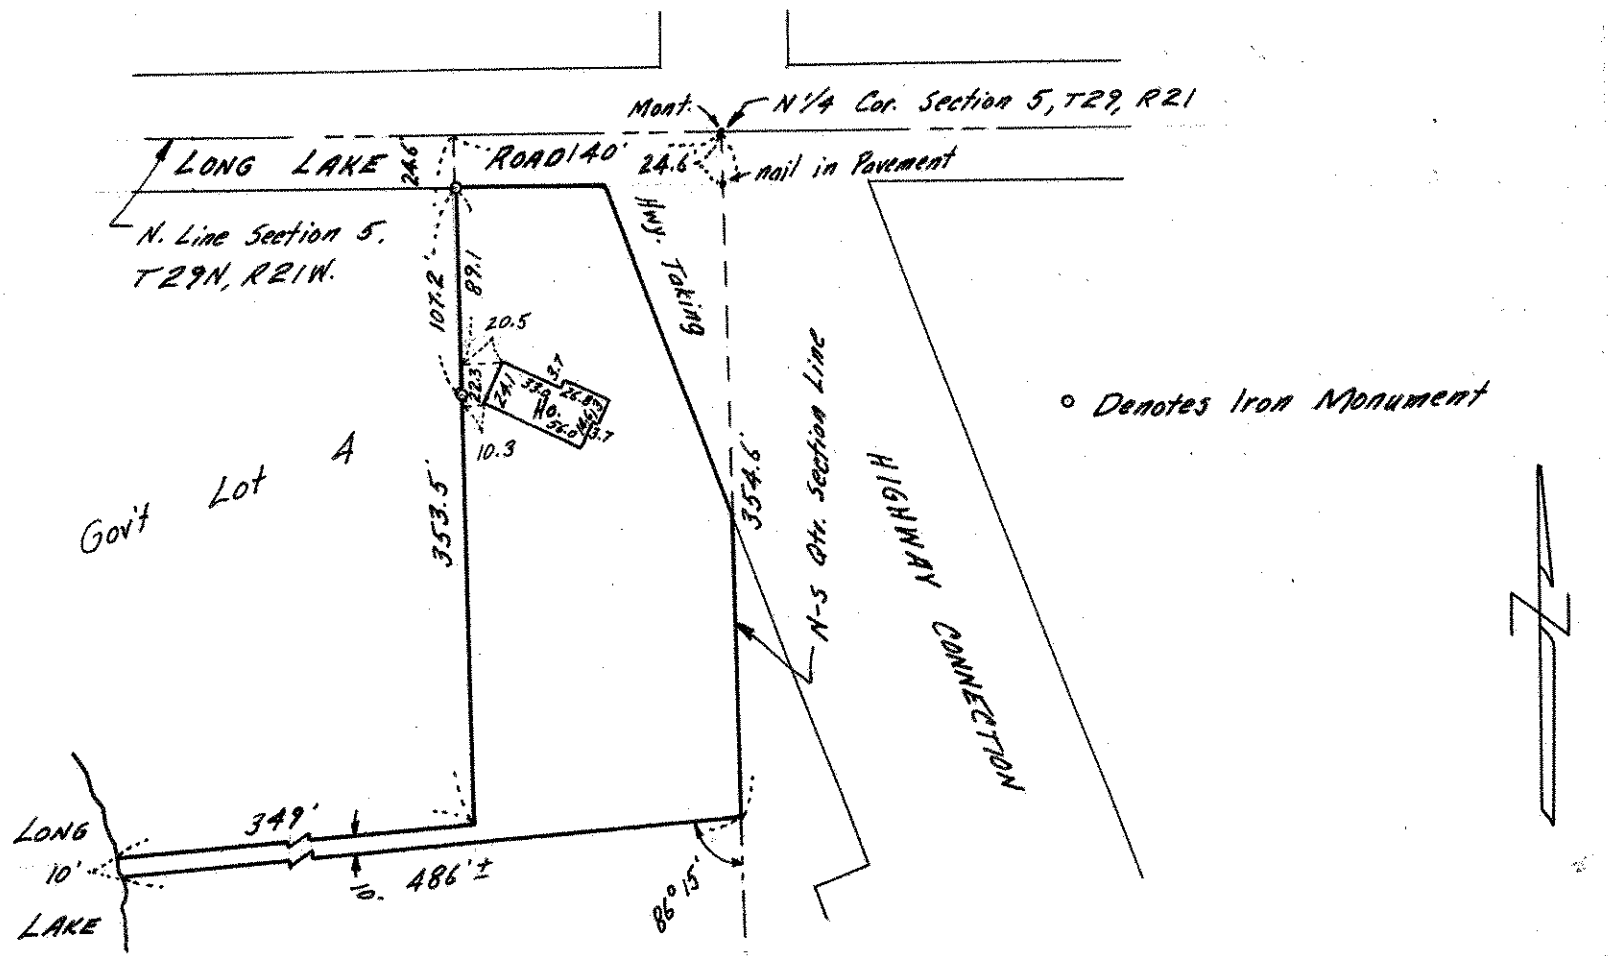 Mont.
N 1/4 Cor. Section 5, T29, R21
LONG LAKE ROAD
140'
24.6
24.6
nail in Pavement
N. Line Section 5.
T29N, R21W.
Hwy. Taking
107.2'
89.1
20.5
22.3
24.1
33.9
3.7
26.8
Ho.
56.0
3.7
10.3
Denotes Iron Monument
Gov't Lot 4
353.5'
354.6'
N-S Qtr. Section Line
HIGHWAY CONNECTION
LONG
LAKE
10'
349'
10.
486' ±
86° 15'